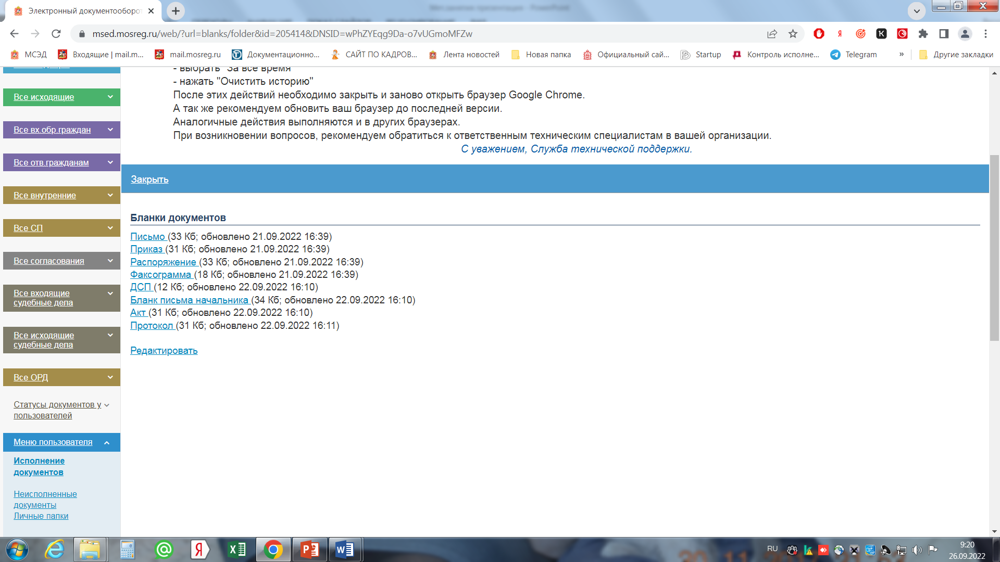 Электронный документооборот
msed.mosreg.ru/web/?url=blanks/folder&id=205414&DNSID=wPhZYEqg9Da-o7vUGmoMFZw
МСЭД
Входящие | mail.m...
mail.mosreg.ru
Документационно...
САЙТ ПО КАДРОВ...
Лента новостей
Новая папка
Официальный сай...
Startup
Контроль исполне...
Telegram
»
Другие закладки
- выбрать "За все время"
- нажать "Очистить историю"
После этих действий необходимо закрыть и заново открыть браузер Google Chrome.
А так же рекомендуем обновить ваш браузер до последней версии.
Аналогичные действия выполняются и в других браузерах.
При возникновении вопросов, рекомендуем обратиться к ответственным техническим специалистам в вашей организации.
С уважением, Служба технической поддержки.
Закрыть
Бланки документов
Письмо (33 Кб; обновлено 21.09.2022 16:39)
Приказ (31 Кб; обновлено 21.09.2022 16:39)
Распоряжение (33 Кб; обновлено 21.09.2022 16:39)
Факсограмма (18 Кб; обновлено 21.09.2022 16:39)
ДСП (12 Кб; обновлено 22.09.2022 16:10)
Бланк письма начальника (34 Кб; обновлено 22.09.2022 16:10)
Акт (31 Кб; обновлено 22.09.2022 16:10)
Протокол (31 Кб; обновлено 22.09.2022 16:11)
Редактировать
Все исходящие
Все вх.обр.граждан
Все отв.гражданам
Все внутренние
Все СП
Все согласования
Все входящие
судебные дела
Все исходящие
судебные дела
Все ОРД
Статусы документов у
пользователей
Меню пользователя
Исполнение
документов
Неисполненные
документы
Личные папки
RU
9:20
26.09.2022